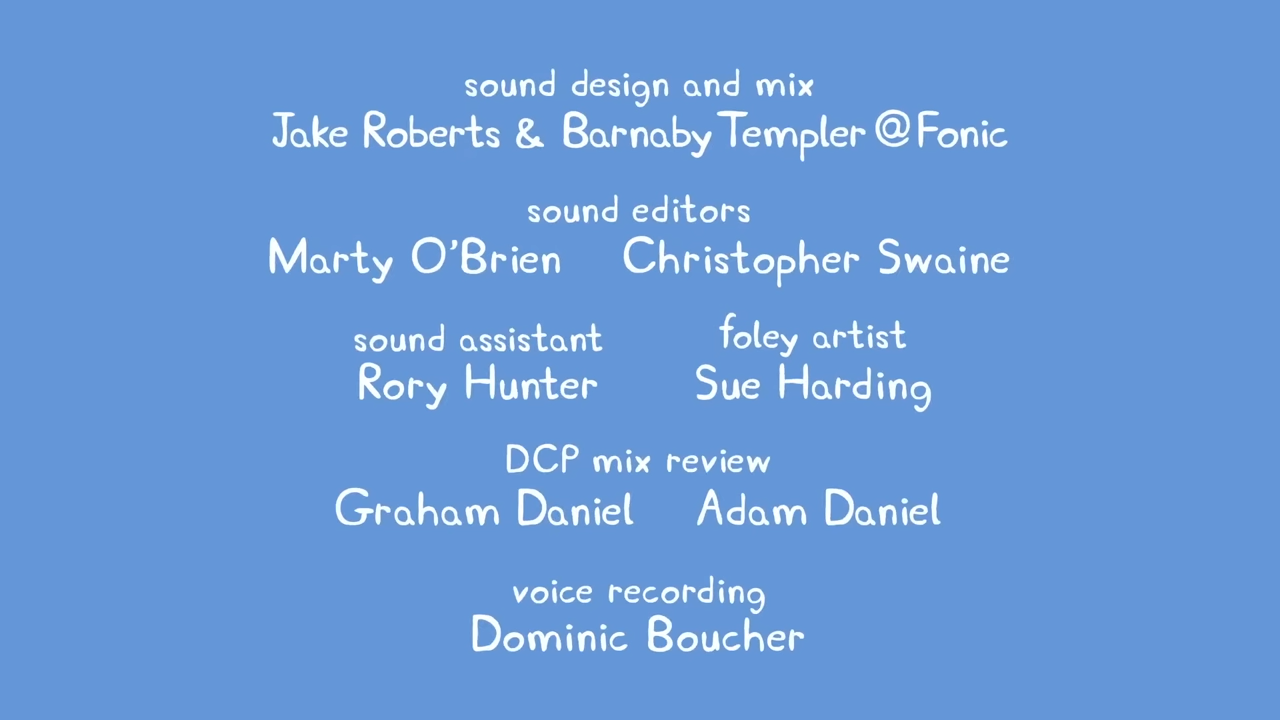 sound design and mix
Jake Roberts & Barnaby Templer @ Fonic
sound editors
Marty O'Brien Christopher Swaine
sound assistant foley artist
Rory Hunter Sue Harding
DCP mix review
Graham Daniel Adam Daniel
voice recording
Dominic Boucher